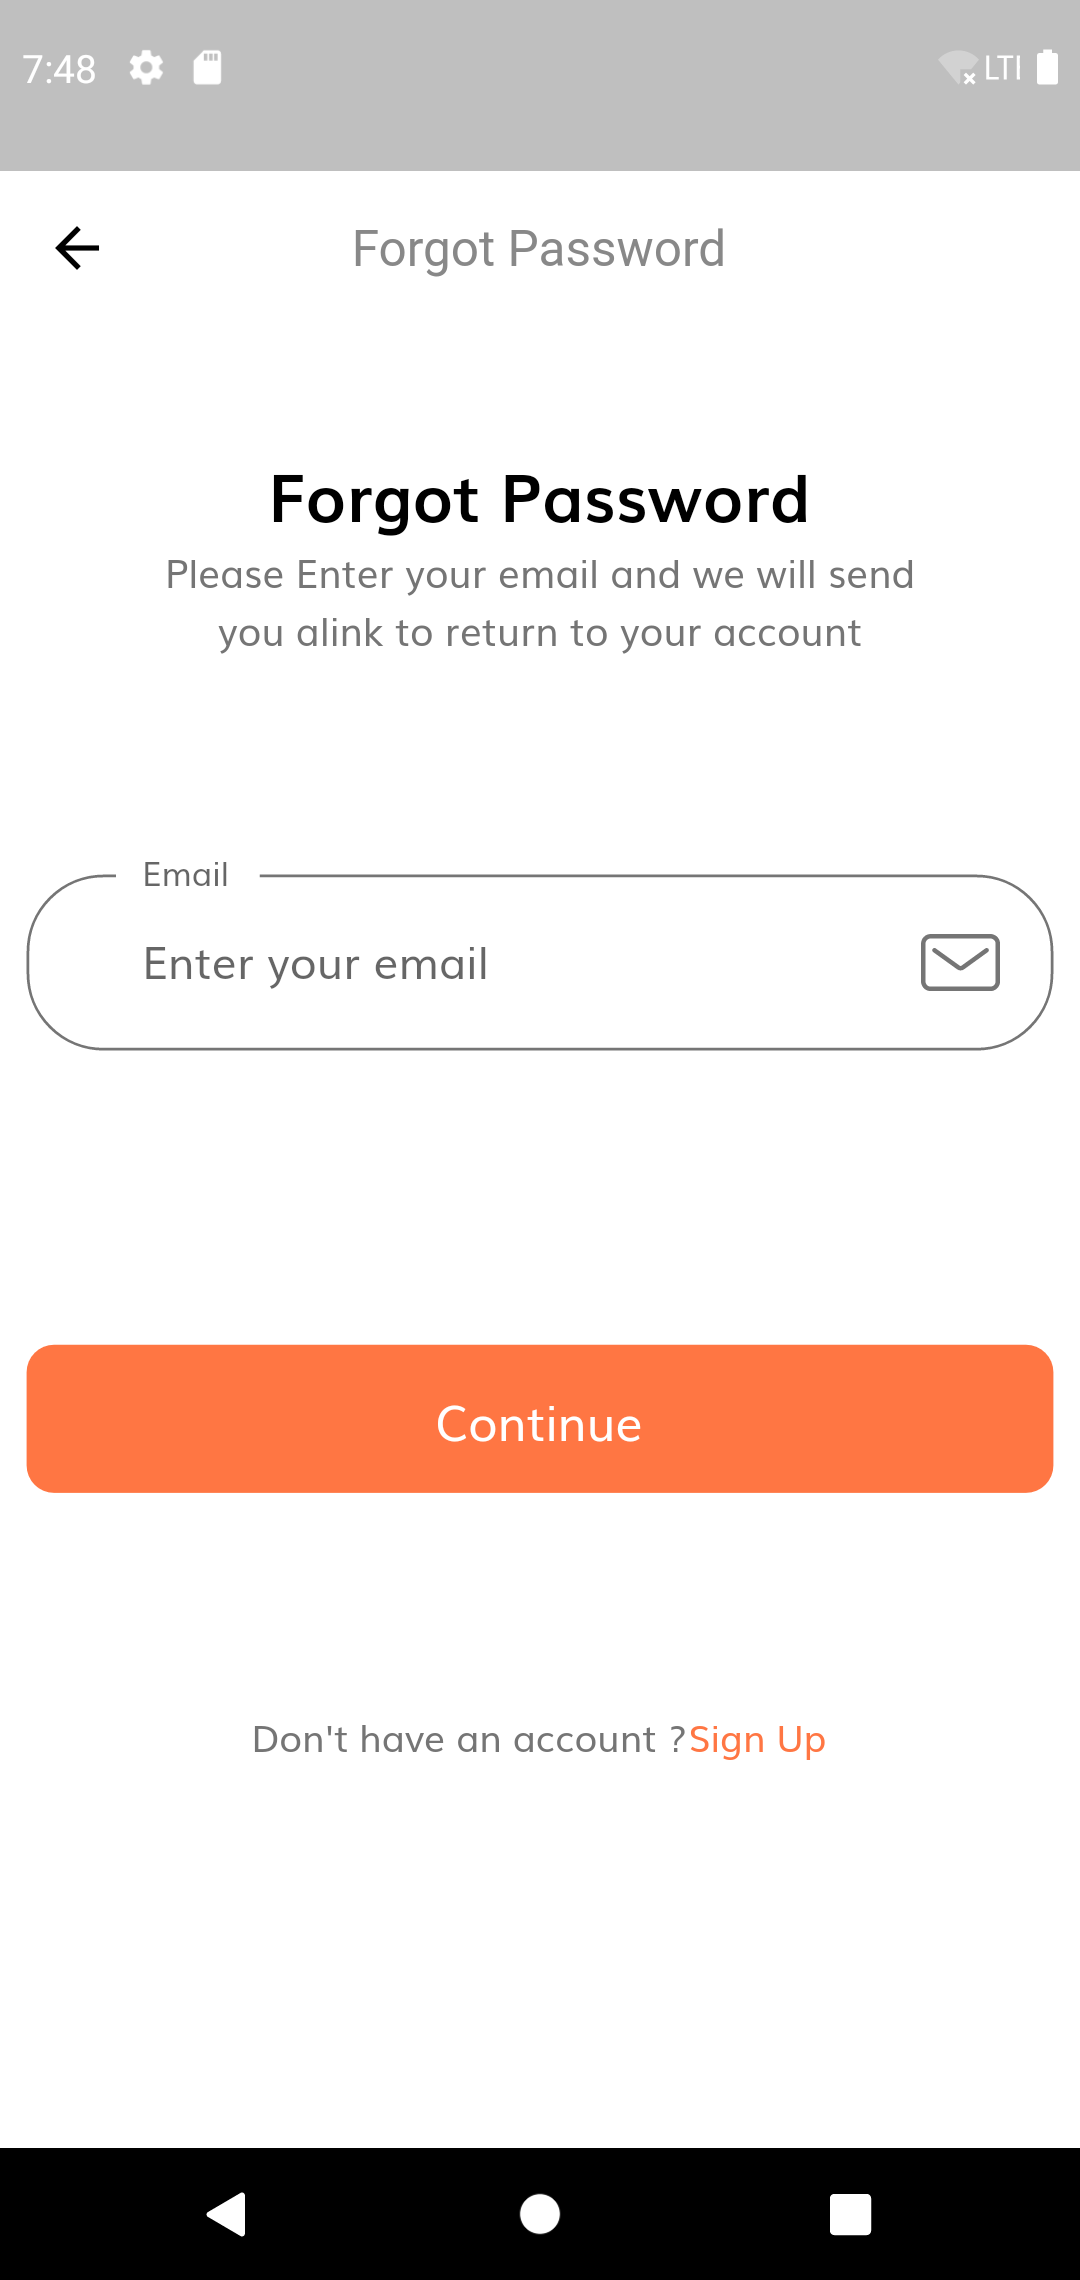 7:48
LTI
Forgot Password
Forgot Password
Please Enter your email and we will send
you alink to return to your account
Email
Enter your email
Continue
Don't have an account ?Sign Up